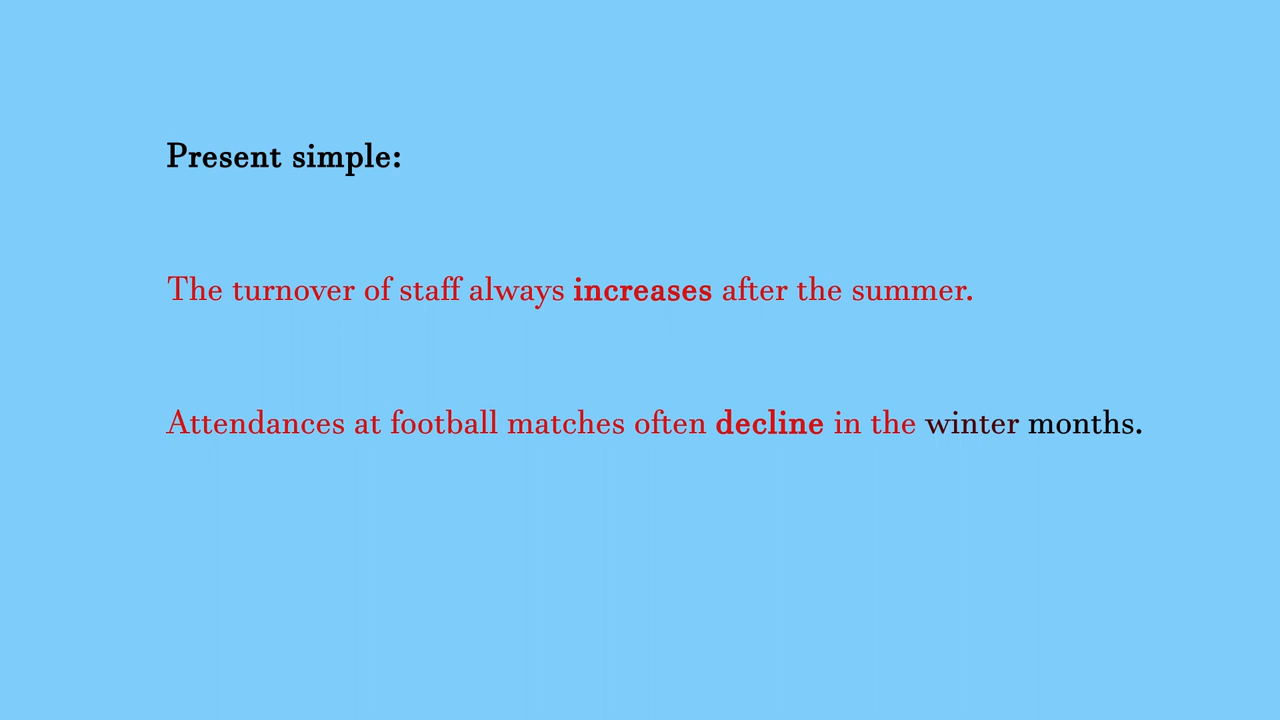 Present simple:
The turnover of staff always increases after the summer.
Attendances at football matches often decline in the winter months.